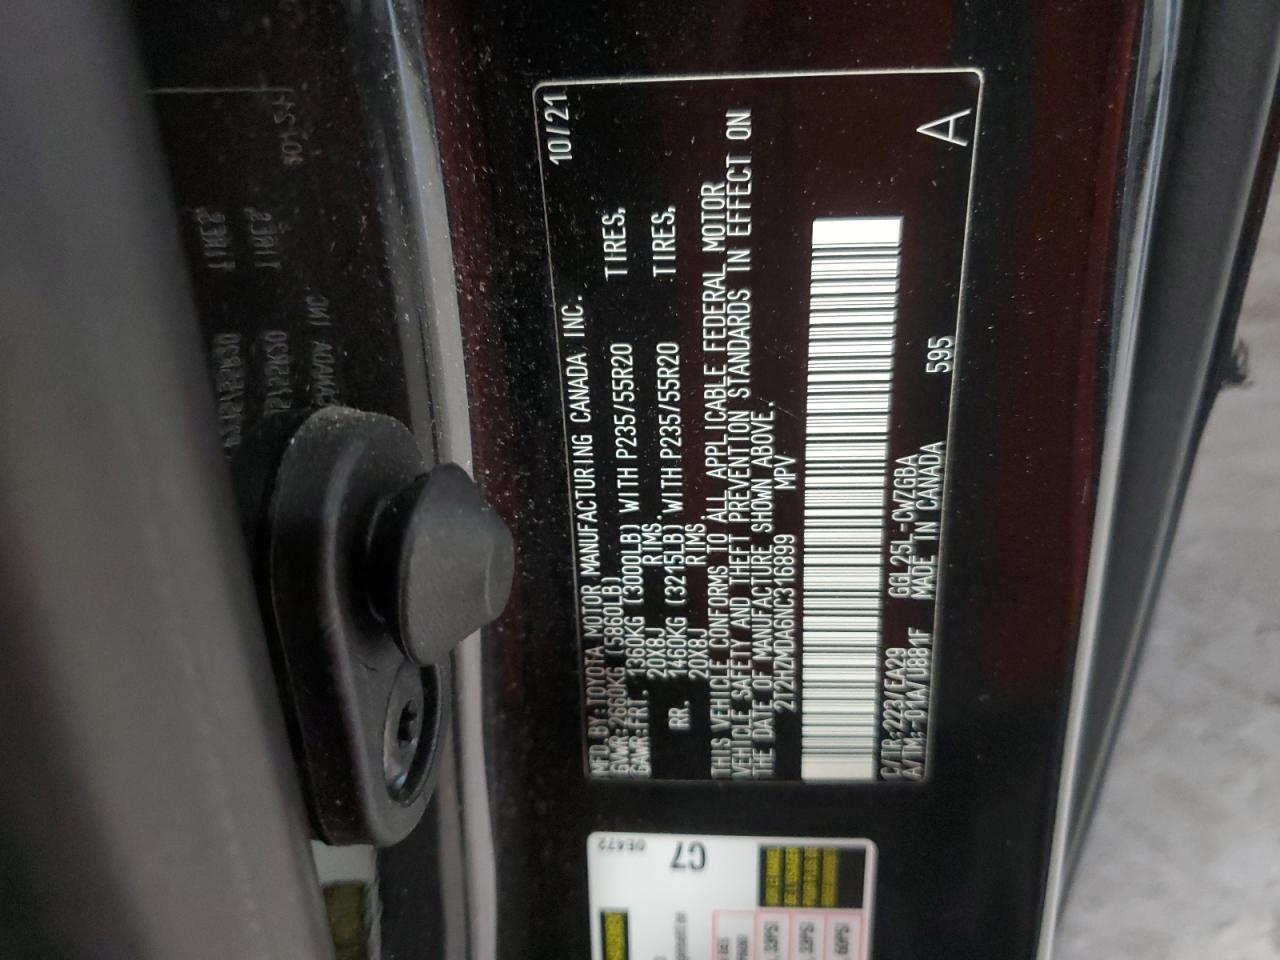 10/21
MFD. BY: TOYOTA MOTOR MANUFACTURING CANADA INC.
GVWR: 2660KG (5860LB)
GAWR: FRT. 1360KG (3000LB) WITH P235/55R20 TIRES,
20X8J RIMS,
RR. 1460KG (3215LB) WITH P235/55R20 TIRES,
20X8J RIMS.
THIS VEHICLE CONFORMS TO ALL APPLICABLE FEDERAL MOTOR
VEHICLE SAFETY AND THEFT PREVENTION STANDARDS IN EFFECT ON
THE DATE OF MANUFACTURE SHOWN ABOVE.
2T2HZMDA6NC316899 MPV
C/TR: 223/LEA29 GGL25L-CWZGBA
A/TM: -01A/U881F MADE IN CANADA 595 A
0E472
C7